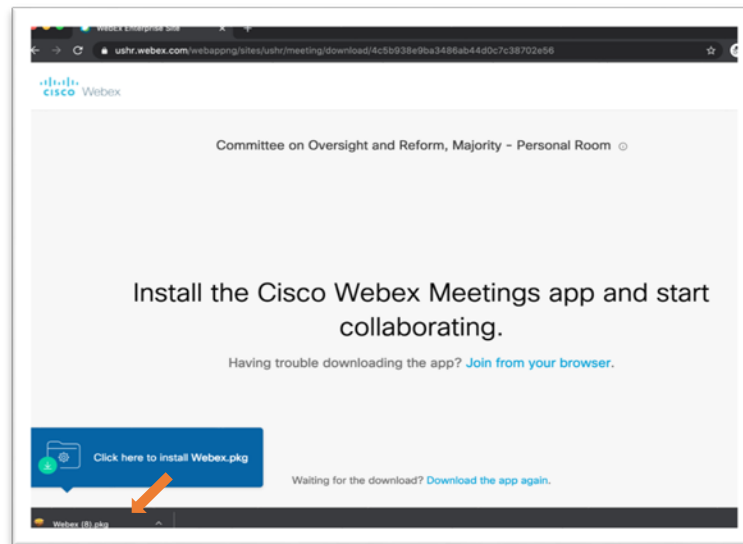 Webex Enterprise Site
ushr.webex.com/webappng/sites/ushr/meeting/download/4c5b938e9ba3486ab44d0c7c38702e56
cisco Webex
Committee on Oversight and Reform, Majority - Personal Room
Install the Cisco Webex Meetings app and start
collaborating.
Having trouble downloading the app? Join from your browser.
Click here to install Webex.pkg
Waiting for the download? Download the app again.
Webex (8).pkg